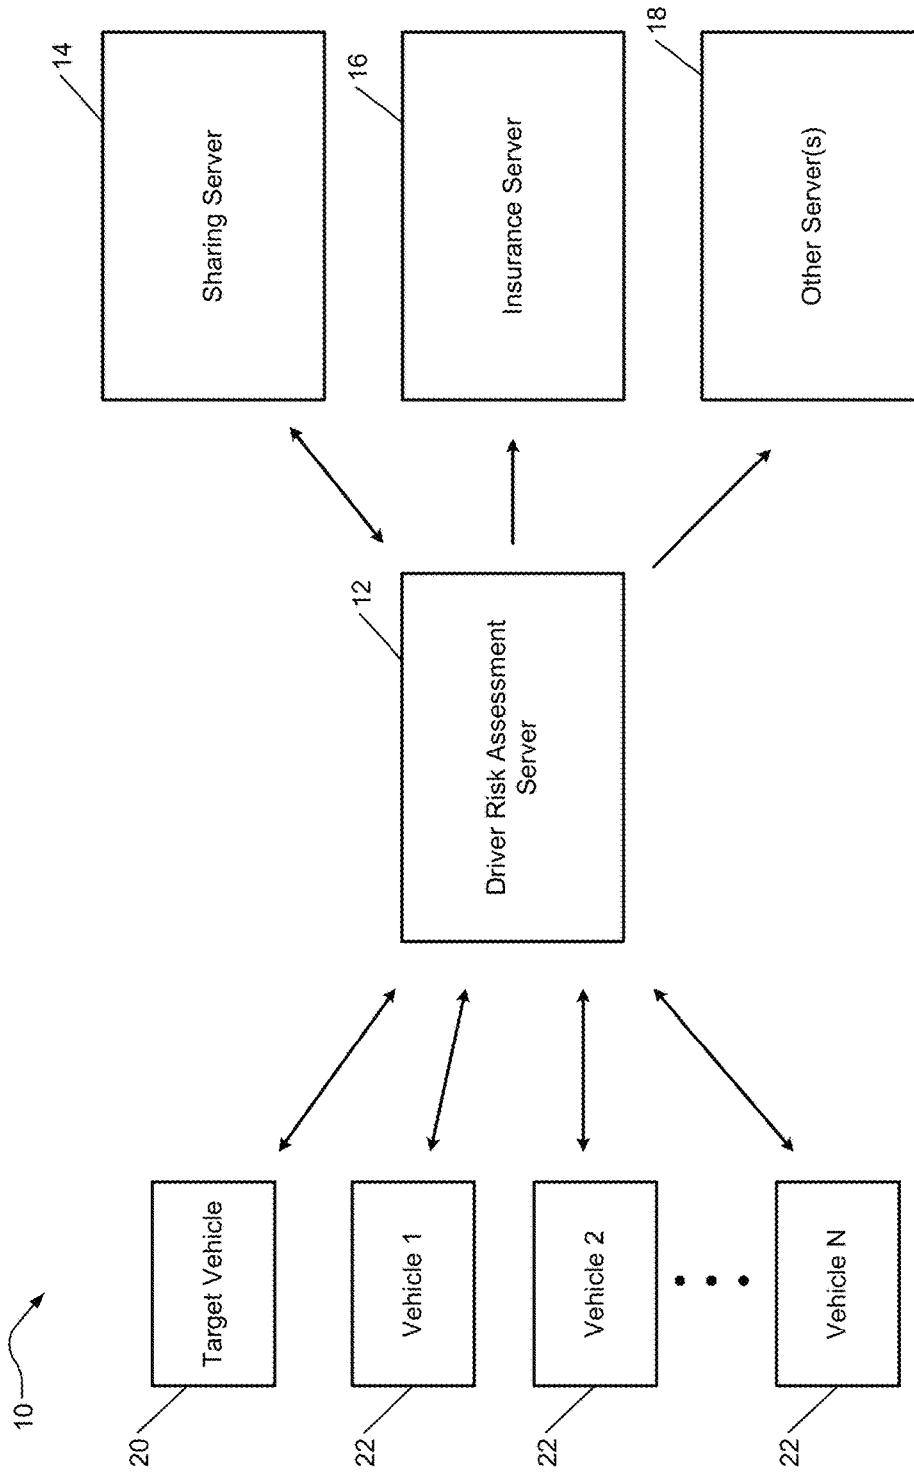 10
20
Target Vehicle
22
Vehicle 1
22
Vehicle 2
22
Vehicle N
12
Driver Risk Assessment
Server
14
Sharing Server
16
Insurance Server
18
Other Server(s)